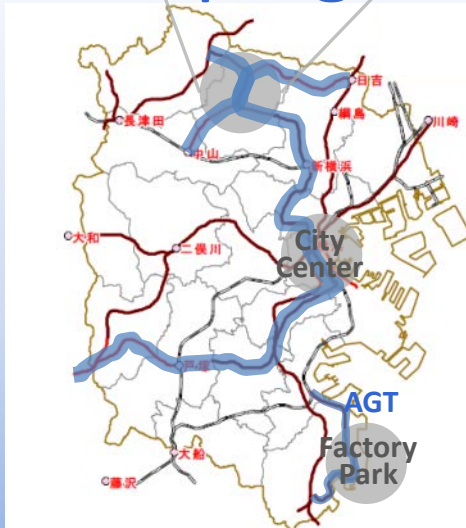 日吉
綱島
長津田
川崎
中山
新横浜
City
Center
大和
二俣川
戸塚
AGT
Factory
Park
大船
藤沢